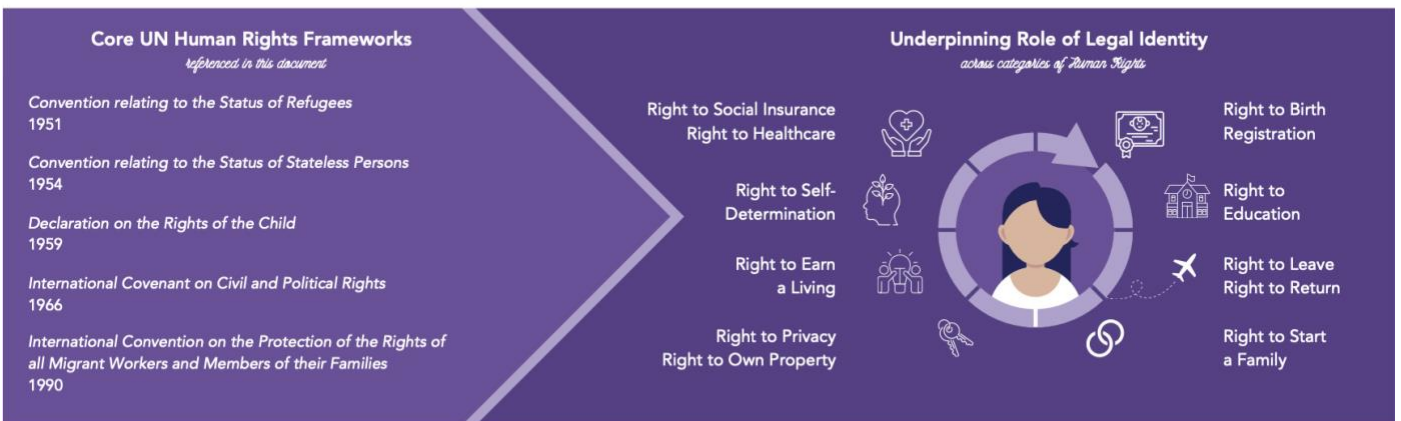 Core UN Human Rights Frameworks
referenced in this document
Convention relating to the Status of Refugees
1951
Convention relating to the Status of Stateless Persons
1954
Declaration on the Rights of the Child
1959
International Covenant on Civil and Political Rights
1966
International Convention on the Protection of the Rights of
all Migrant Workers and Members of their Families
1990
Underpinning Role of Legal Identity
across categories of Human Rights
Right to Social Insurance
Right to Healthcare
Right to Self-
Determination
Right to Earn
a Living
Right to Privacy
Right to Own Property
Right to Birth
Registration
Right to
Education
Right to Leave
Right to Return
Right to Start
a Family